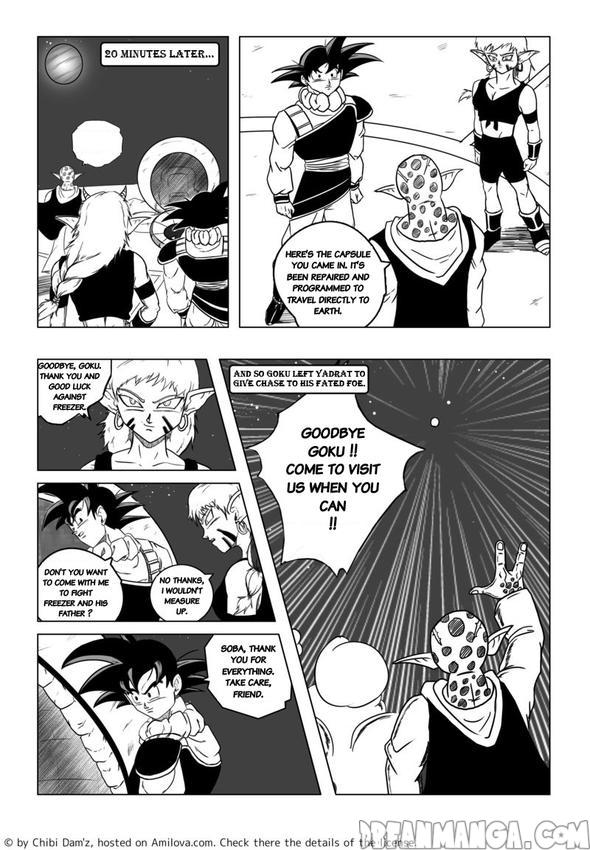 20 MINUTES LATER...
HERE'S THE CAPSULE
YOU CAME IN. IT'S
BEEN REPAIRED AND
PROGRAMMED TO
TRAVEL DIRECTLY TO
EARTH.
GOODBYE, GOKU.
THANK YOU AND
GOOD LUCK
AGAINST
FREEZER.
DON'T YOU WANT
TO COME WITH ME
TO FIGHT
FREEZER AND HIS
FATHER ?
NO THANKS,
I WOULDN'T
MEASURE
UP.
SOBA, THANK
YOU FOR
EVERYTHING.
TAKE CARE,
FRIEND.
AND SO GOKU LEFT YADRAT TO
GIVE CHASE TO HIS FATED FOE.
GOODBYE
GOKU !!
COME TO VISIT
US WHEN YOU
CAN
!!
DREAMMANGA.COM
© by Chibi Dam'z, hosted on Amilova.com. Check there the details of the license.